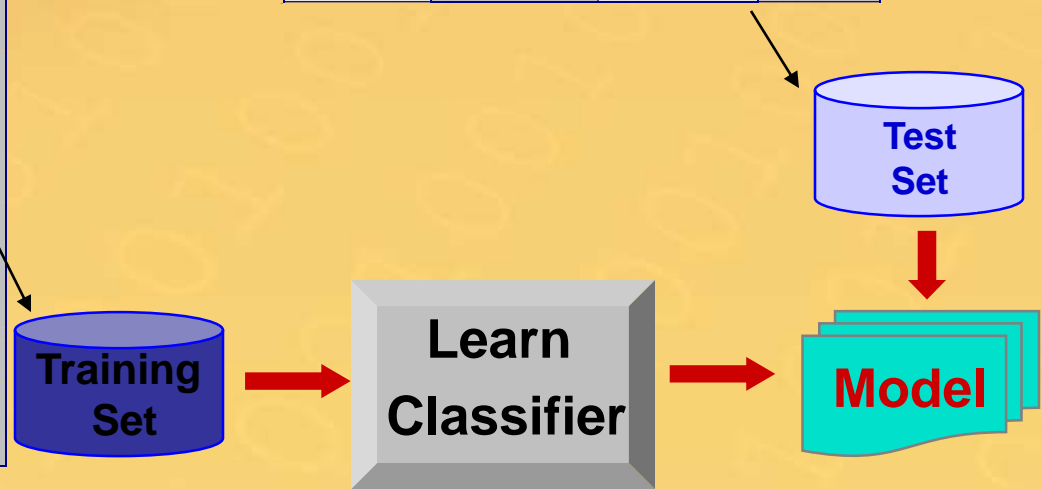 Test
Set
Training
Set
Learn
Classifier
Model